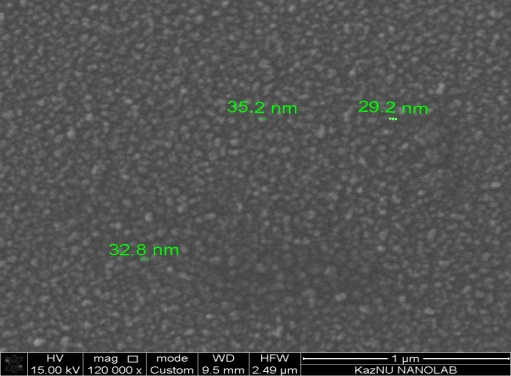 35.2 nm
29.2 nm
32.8 nm
HV mag mode WD HFW 1 µm
15.00 kV 120 000 x Custom 9.5 mm 2.49 µm KazNU NANOLAB